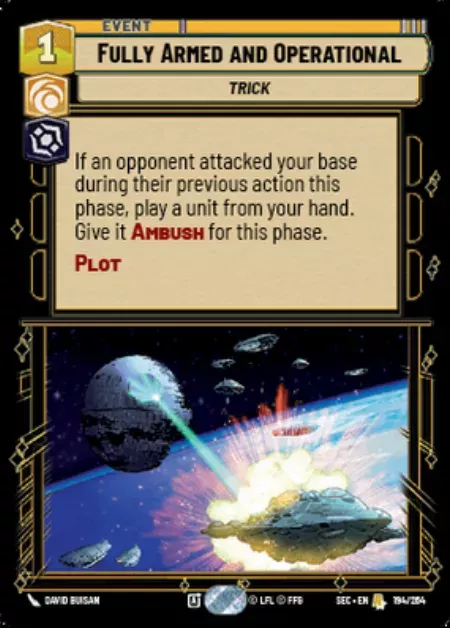 EVENT
1
FULLY ARMED AND OPERATIONAL
TRICK
If an opponent attacked your base
during their previous action this
phase, play a unit from your hand.
Give it AMBUSH for this phase.
PLOT
DAVID BUISAN
A
© LFL © FFG
SEC • EN
194/264